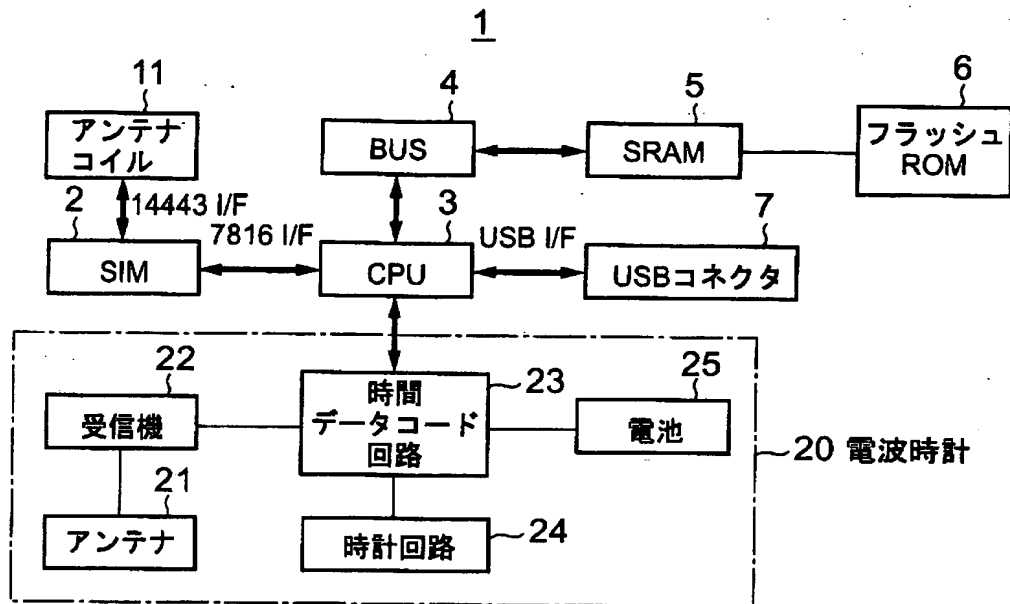 1
11
アンテナ
コイル
4
BUS
5
SRAM
6
フラッシュ
ROM
14443 I/F
2
SIM
7816 I/F
3
CPU
USB I/F
7
USBコネクタ
22
受信機
23
時間
データコード
回路
25
電池
20 電波時計
21
アンテナ
24
時計回路